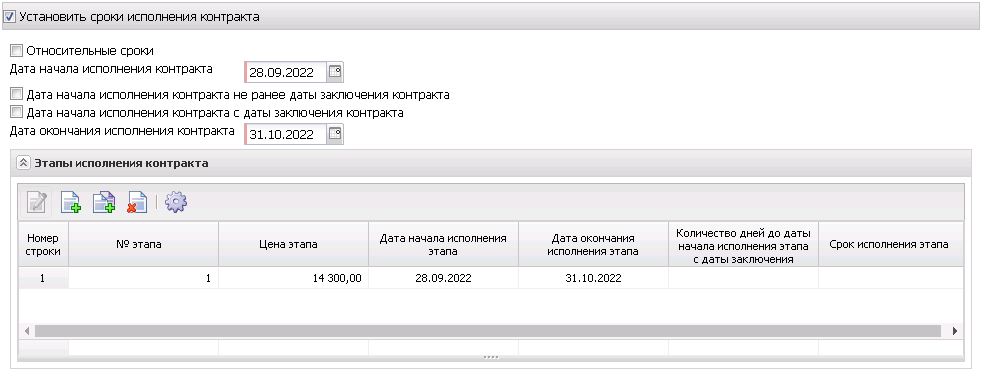 Установить сроки исполнения контракта
Относительные сроки
Дата начала исполнения контракта 28.09.2022
Дата начала исполнения контракта не ранее даты заключения контракта
Дата начала исполнения контракта с даты заключения контракта
Дата окончания исполнения контракта 31.10.2022
Этапы исполнения контракта
Номер строки
№ этапа
Цена этапа
Дата начала исполнения этапа
Дата окончания исполнения этапа
Количество дней до даты начала исполнения этапа с даты заключения
Срок исполнения этапа
1 1 14 300,00 28.09.2022 31.10.2022